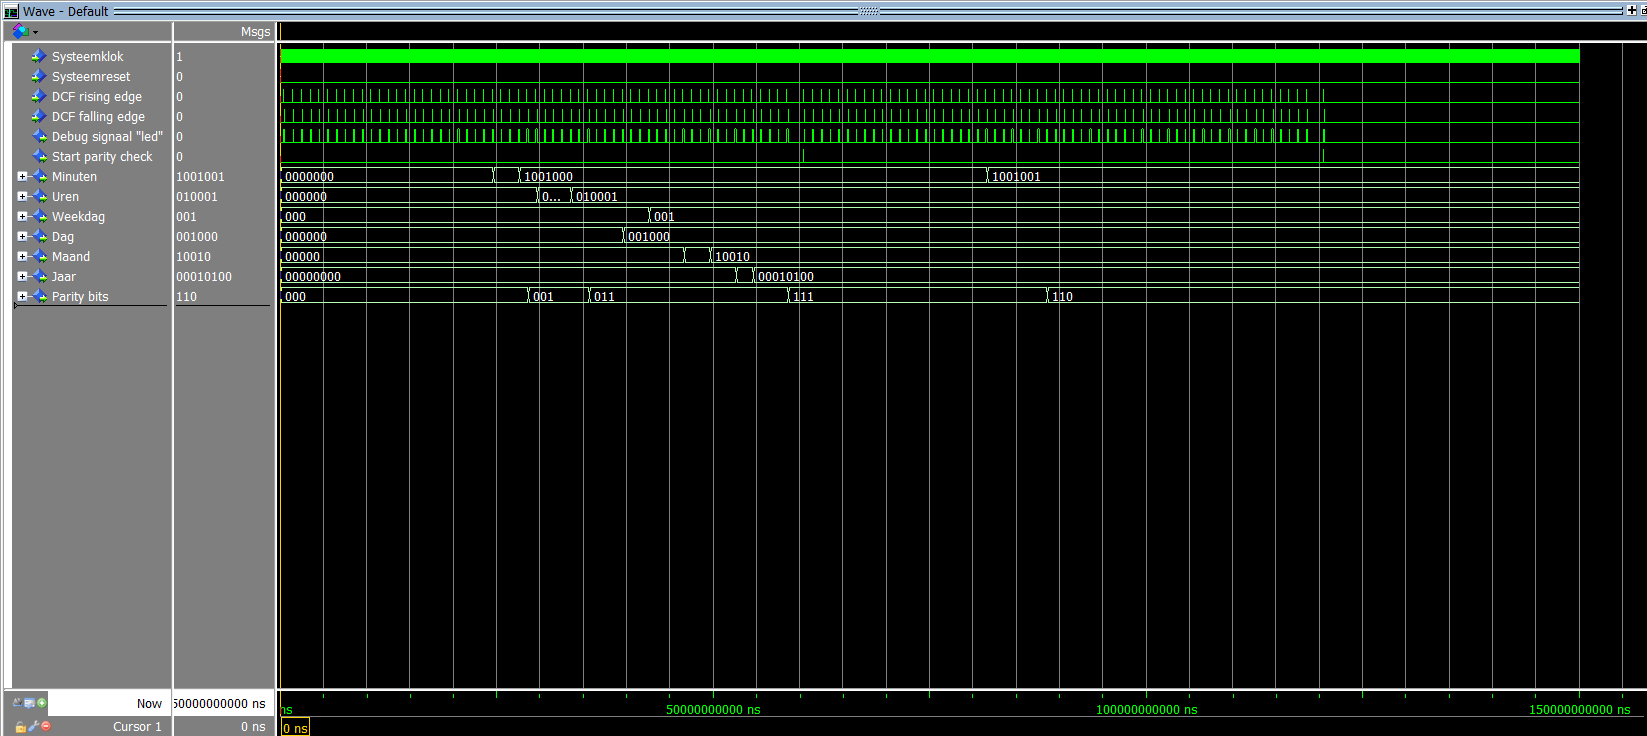 Wave - Default
Msgs
Systeemklok 1
Systeemreset 0
DCF rising edge 0
DCF falling edge 0
Debug signaal "led" 0
Start parity check 0
Minuten 1001001 0000000 1001000 1001001
Uren 010001 000000 0... 010001
Weekdag 001 000 001
Dag 001000 000000 001000
Maand 10010 00000 10010
Jaar 00010100 00000000 00010100
Parity bits 110 000 001 011 111 110
Now 50000000000 ns ns 50000000000 ns 100000000000 ns 150000000000 ns
Cursor 1 0 ns 0 ns